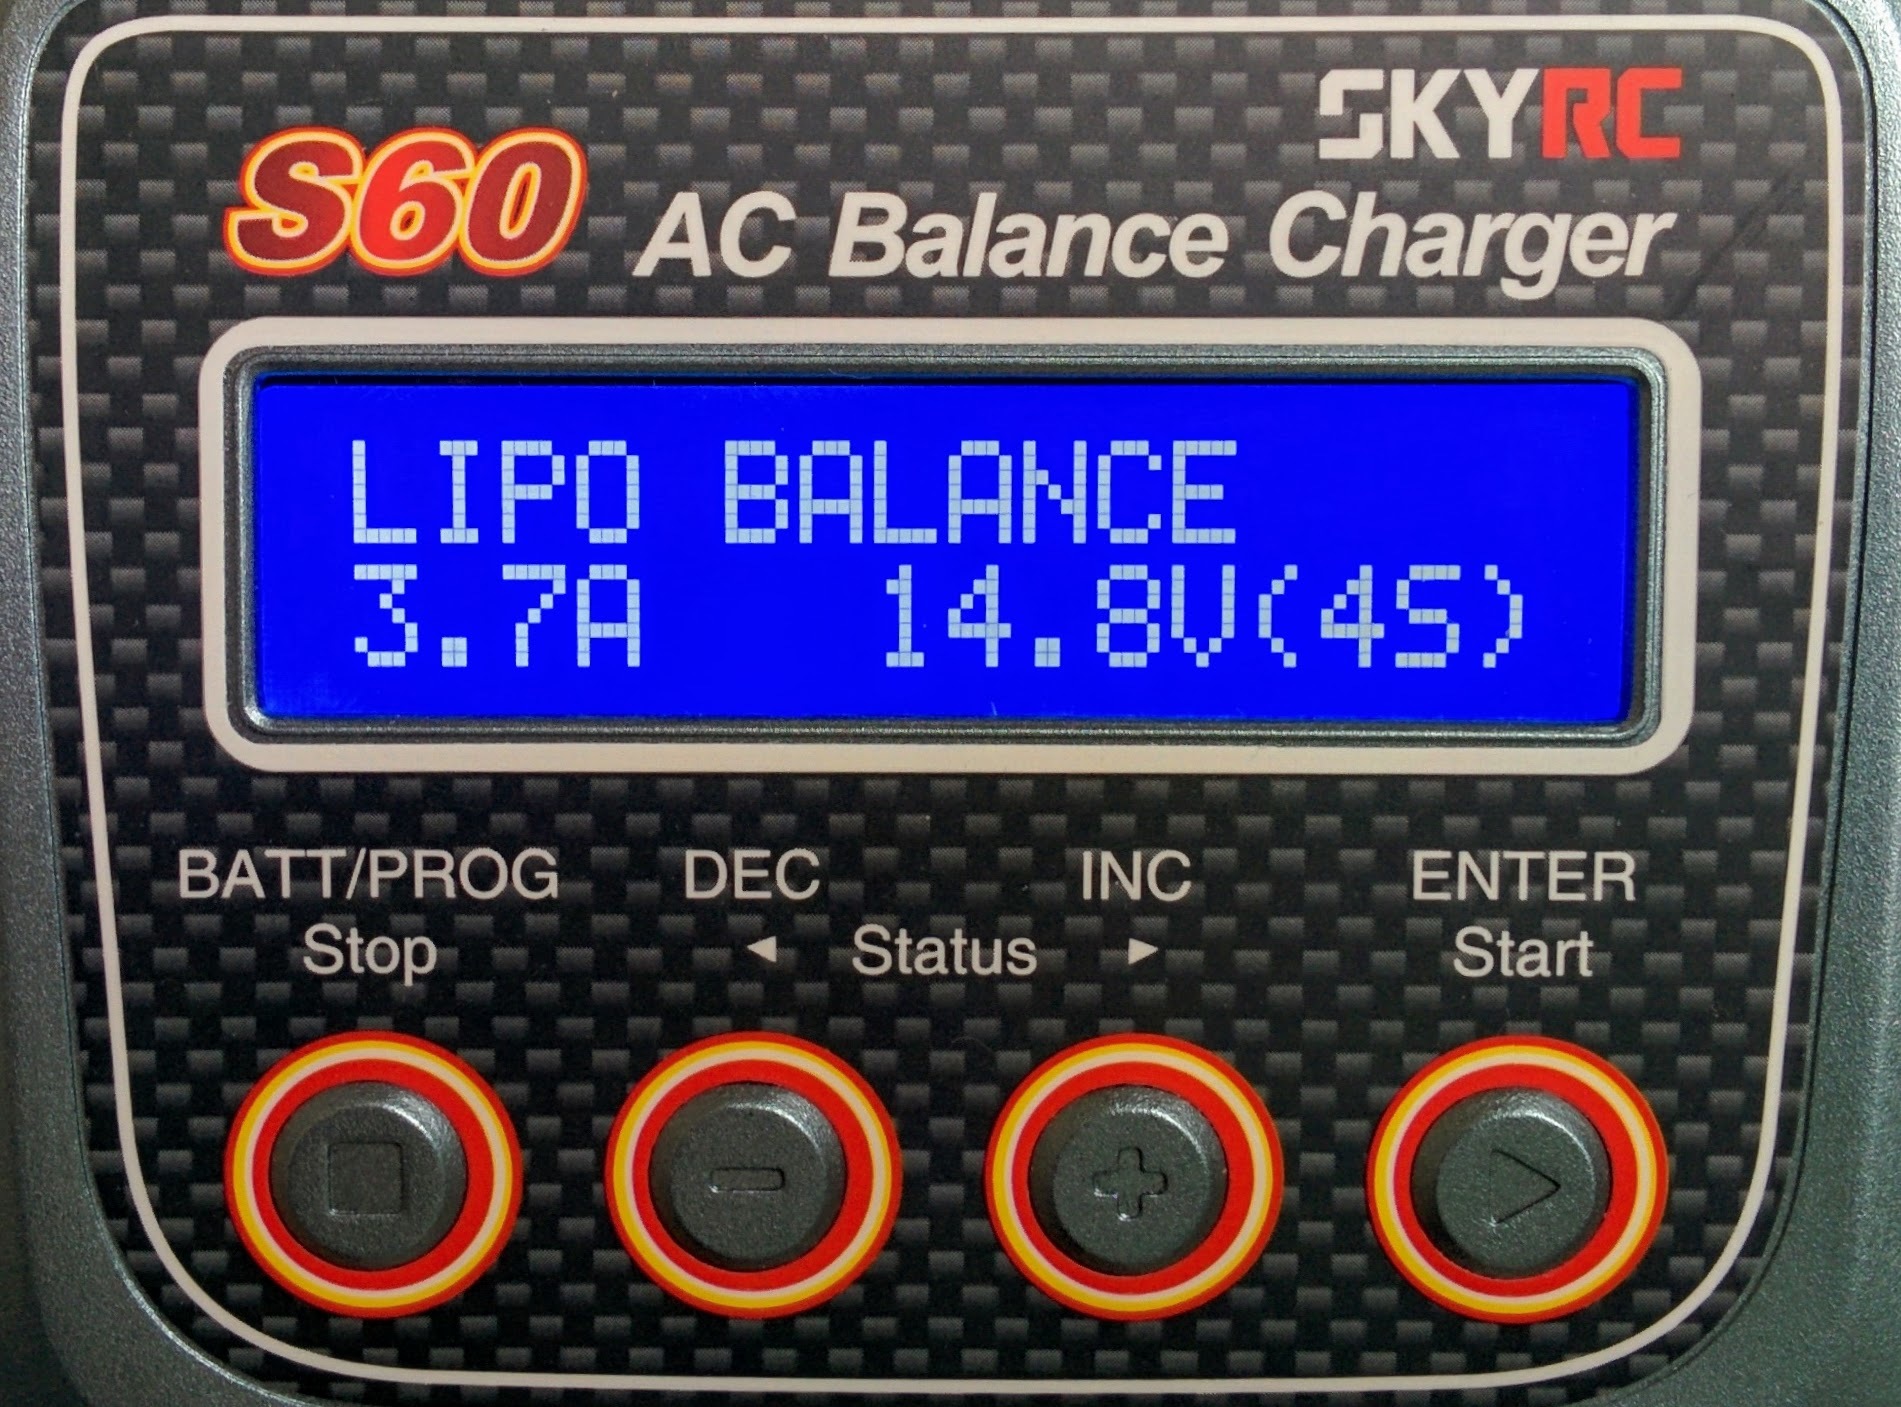 SKYRC
S60 AC Balance Charger
LIPO BALANCE
3.7A 14.8V(4S)
BATT/PROG DEC INC ENTER
Stop ◄ Status ► Start